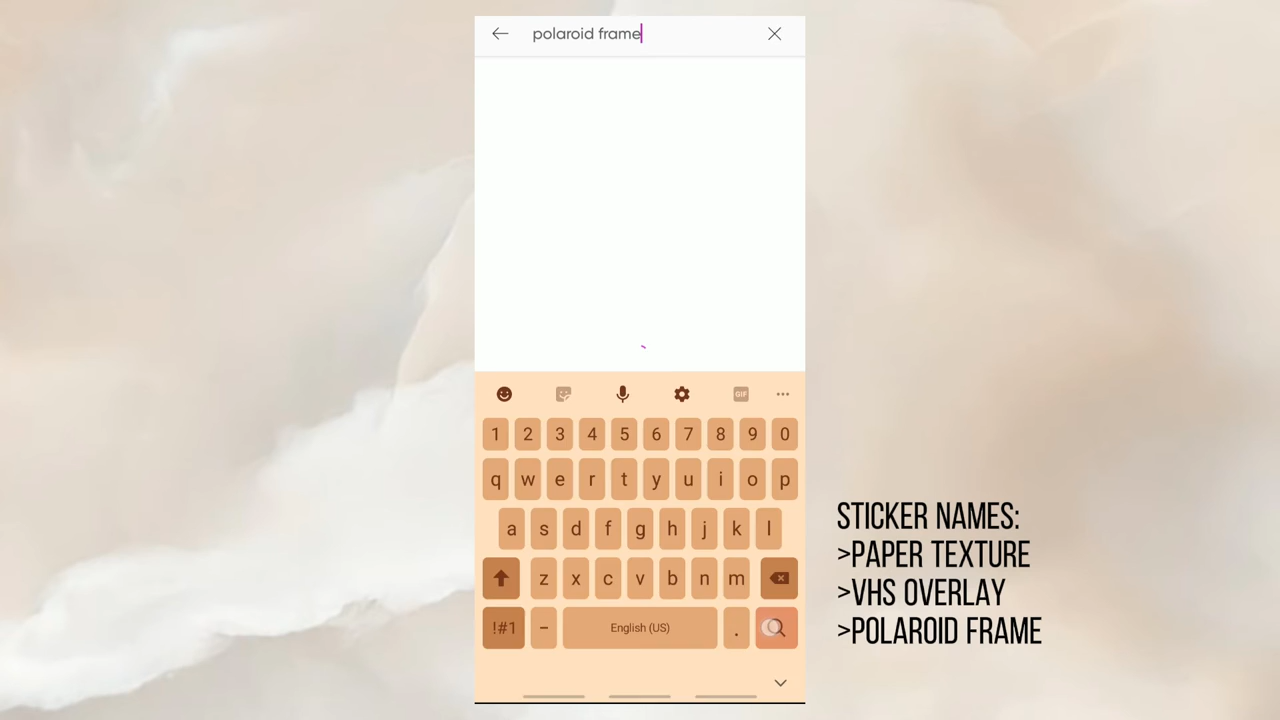 polaroid frame
GIF
1 2 3 4 5 6 7 8 9 0
q w e r t y u i o p
a s d f g h j k l
z x c v b n m
!#1 - English (US) .
STICKER NAMES:
>PAPER TEXTURE
>VHS OVERLAY
>POLAROID FRAME